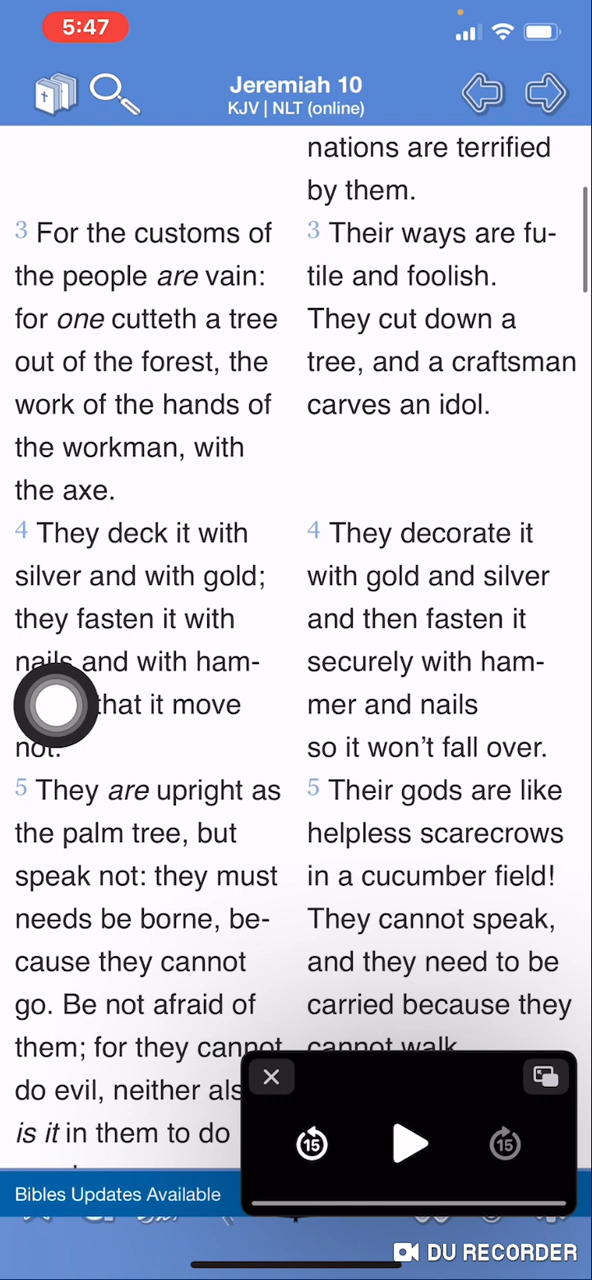 5:47
Jeremiah 10
KJV | NLT (online)
nations are terrified
by them.
3 For the customs of
the people are vain:
for one cutteth a tree
out of the forest, the
work of the hands of
the workman, with
the axe.
4 They deck it with
silver and with gold;
they fasten it with
nails and with ham-
that it move
not.
5 They are upright as
the palm tree, but
speak not: they must
needs be borne, be-
cause they cannot
go. Be not afraid of
them; for they cannot
do evil, neither als
is it in them to do
3 Their ways are fu-
tile and foolish.
They cut down a
tree, and a craftsman
carves an idol.
4 They decorate it
with gold and silver
and then fasten it
securely with ham-
mer and nails
so it won't fall over.
5 Their gods are like
helpless scarecrows
in a cucumber field!
They cannot speak,
and they need to be
carried because they
cannot walk
15
15
Bibles Updates Available
DU RECORDER